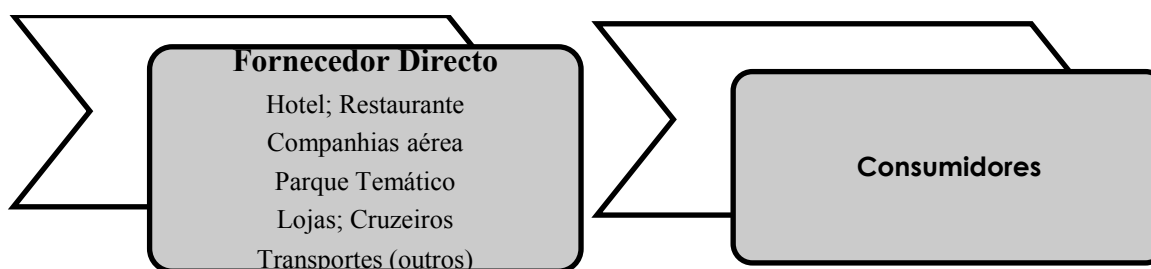 Fornecedor Directo
Hotel; Restaurante
Companhias aérea
Parque Temático
Lojas; Cruzeiros
Transportes (outros)
Consumidores